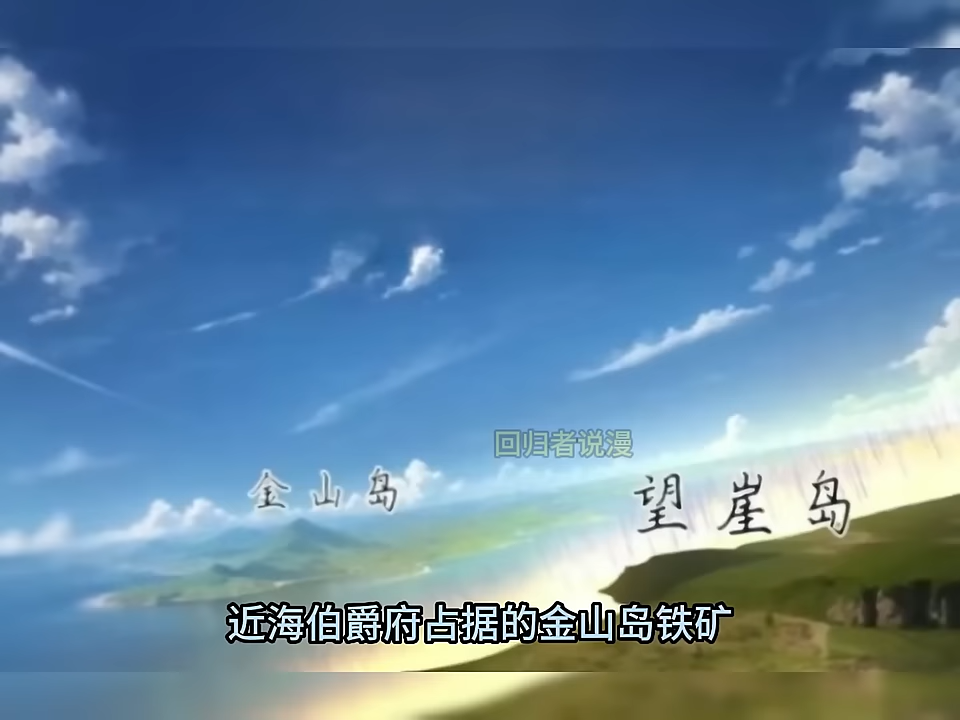 回归者说漫
金山岛
望崖岛
近海伯爵府占据的金山岛铁矿